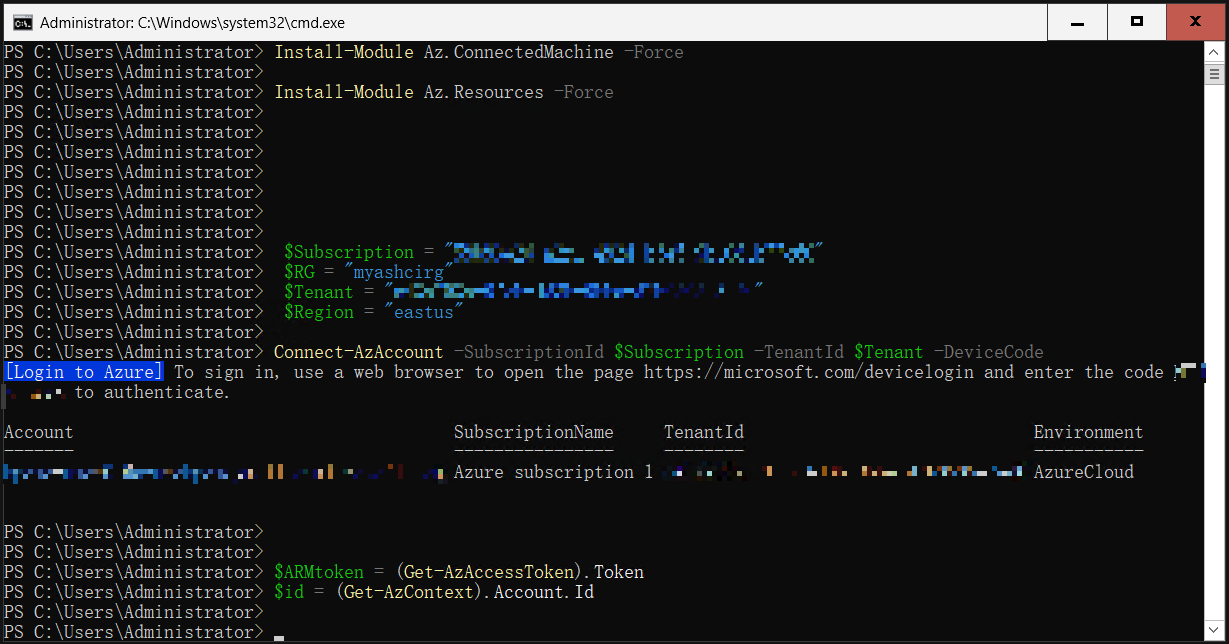 Administrator: C:\Windows\system32\cmd.exe
PS C:\Users\Administrator> Install-Module Az.ConnectedMachine -Force
PS C:\Users\Administrator>
PS C:\Users\Administrator> Install-Module Az.Resources -Force
PS C:\Users\Administrator>
PS C:\Users\Administrator>
PS C:\Users\Administrator>
PS C:\Users\Administrator>
PS C:\Users\Administrator>
PS C:\Users\Administrator>
PS C:\Users\Administrator>
PS C:\Users\Administrator> $Subscription = ""
PS C:\Users\Administrator> $RG = "myashcirg"
PS C:\Users\Administrator> $Tenant = ""
PS C:\Users\Administrator> $Region = "eastus"
PS C:\Users\Administrator>
PS C:\Users\Administrator> Connect-AzAccount -SubscriptionId $Subscription -TenantId $Tenant -DeviceCode
[Login to Azure] To sign in, use a web browser to open the page https://microsoft.com/devicelogin and enter the code
to authenticate.
Account SubscriptionName TenantId Environment
------- ---------------- -------- -----------
Azure subscription 1 AzureCloud
PS C:\Users\Administrator>
PS C:\Users\Administrator>
PS C:\Users\Administrator> $ARMtoken = (Get-AzAccessToken).Token
PS C:\Users\Administrator> $id = (Get-AzContext).Account.Id
PS C:\Users\Administrator>
PS C:\Users\Administrator>